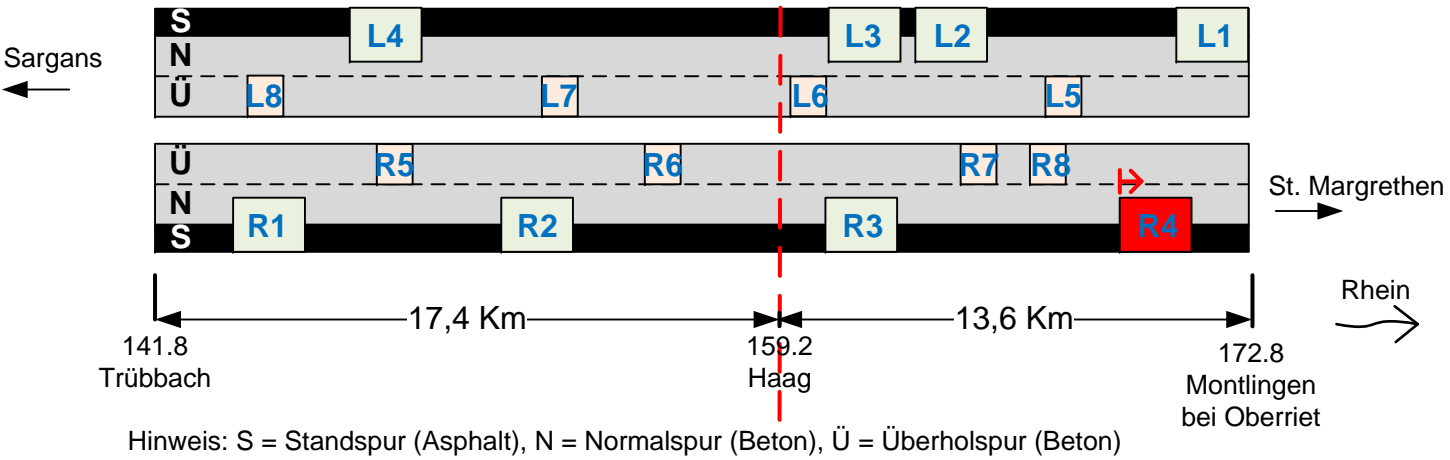 S
L4
L3
L2
L1
Sargans
N
Ü
L8
L7
L6
L5
Ü
R5
R6
R7
R8
St. Margrethen
N
R1
R2
R3
R4
S
17,4 Km
13,6 Km
Rhein
141.8
Trübbach
159.2
Haag
172.8
Montlingen
bei Oberriet
Hinweis: S = Standspur (Asphalt), N = Normalspur (Beton), Ü = Überholspur (Beton)